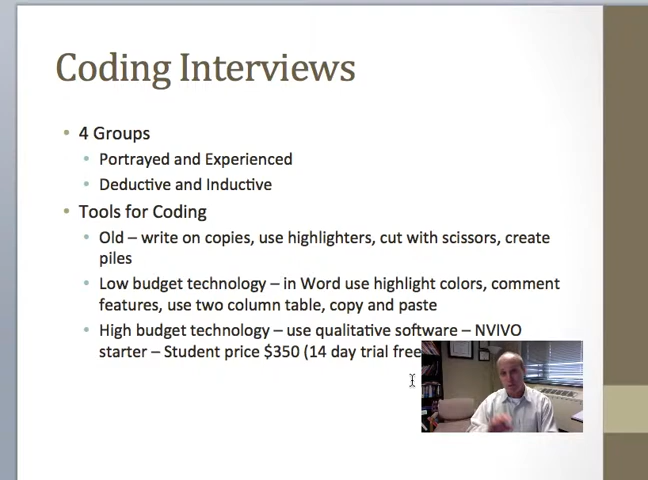 Coding Interviews
• 4 Groups
• Portrayed and Experienced
• Deductive and Inductive
• Tools for Coding
• Old – write on copies, use highlighters, cut with scissors, create
piles
• Low budget technology – in Word use highlight colors, comment
features, use two column table, copy and paste
• High budget technology – use qualitative software – NVIVO
starter – Student price $350 (14 day trial free